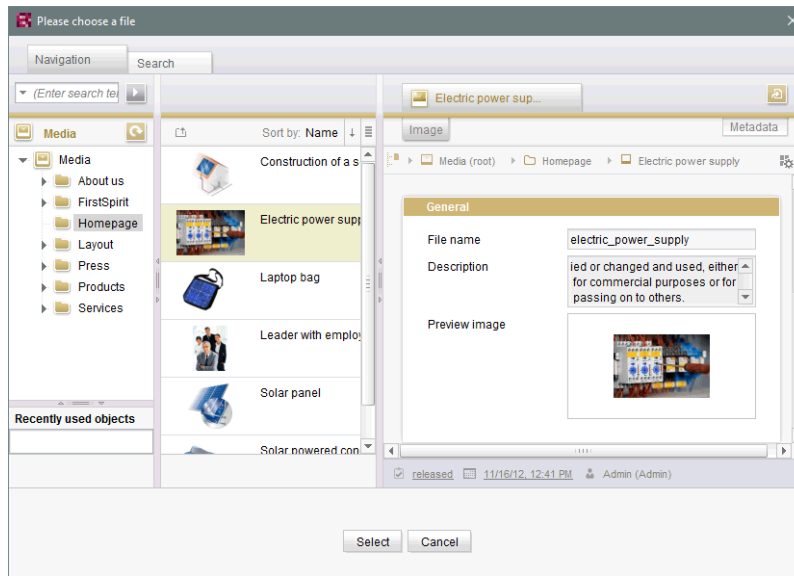 Please choose a file
Navigation
Search
(Enter search te
Media
Media
About us
FirstSpirit
Homepage
Layout
Press
Products
Services
Recently used objects
Sort by: Name
Construction of a s
Electric power supp
Laptop bag
Leader with employ
Solar panel
Solar powered con
Electric power sup...
Image
Metadata
Media (root) Homepage Electric power supply
General
File name electric_power_supply
Description ied or changed and used, either
for commercial purposes or for
passing on to others.
Preview image
released 11/16/12, 12:41 PM Admin (Admin)
Select Cancel